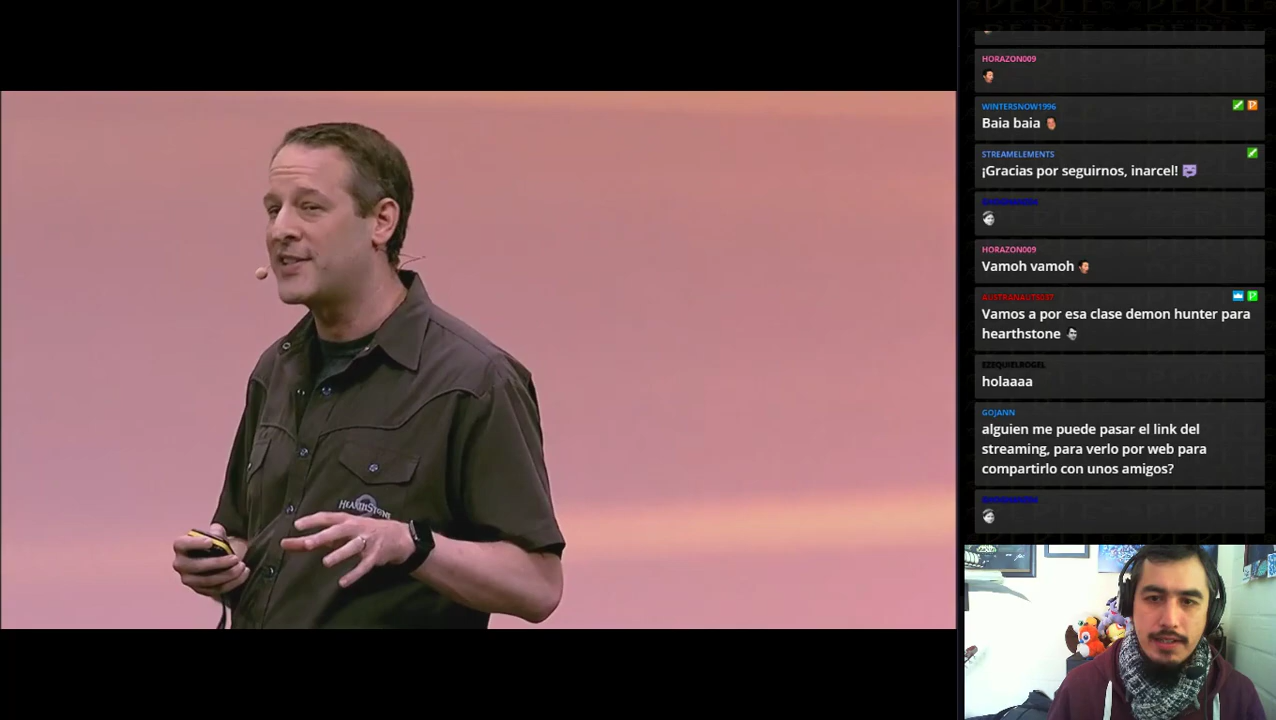 HEARTHSTONE
HORAZON009
WINTERSNOW1996
Baia baia
STREAMELEMENTS
¡Gracias por seguirnos, inarcel!
HORAZON009
Vamoh vamoh
Vamos a por esa clase demon hunter para
hearthstone
EZEQUIELROGEL
holaaaa
GOJANN
alguien me puede pasar el link del
streaming, para verlo por web para
compartirlo con unos amigos?